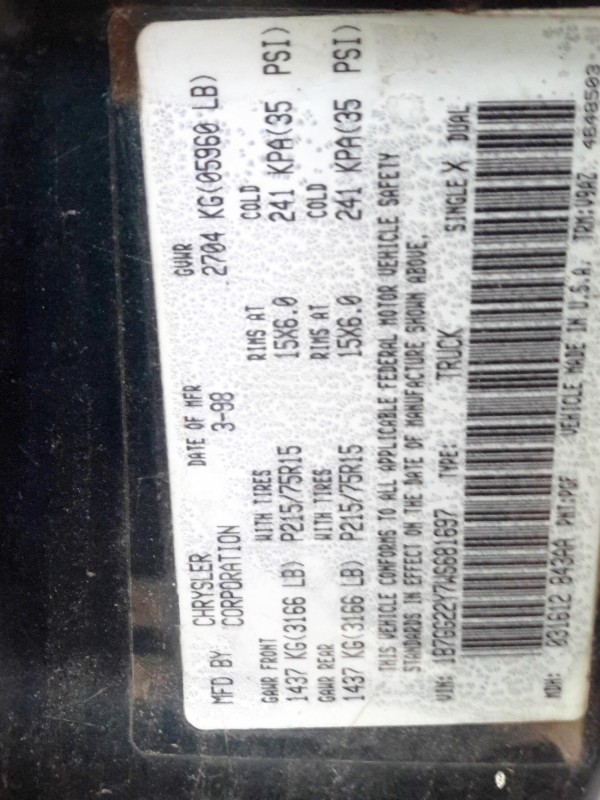 MFD BY: CHRYSLER CORPORATION DATE OF MFR 3-98 GVWR 2704 KG(05960 LB)
GAWR FRONT WITH TIRES RIMS AT COLD
1437 KG(3166 LB) P215/75R15 15X6.0 241 KPA(35 PSI)
GAWR REAR WITH TIRES RIMS AT COLD
1437 KG(3166 LB) P215/75R15 15X6.0 241 KPA(35 PSI)
THIS VEHICLE CONFORMS TO ALL APPLICABLE FEDERAL MOTOR VEHICLE SAFETY
STANDARDS IN EFFECT ON THE DATE OF MANUFACTURE SHOWN ABOVE.
VIN: 1B7GG22Y7WS681697 TYPE: TRUCK SINGLE X DUAL
MDH: 031612 843AA PNT:PGF VEHICLE MADE IN U.S.A. TRM:V9AZ 4648503